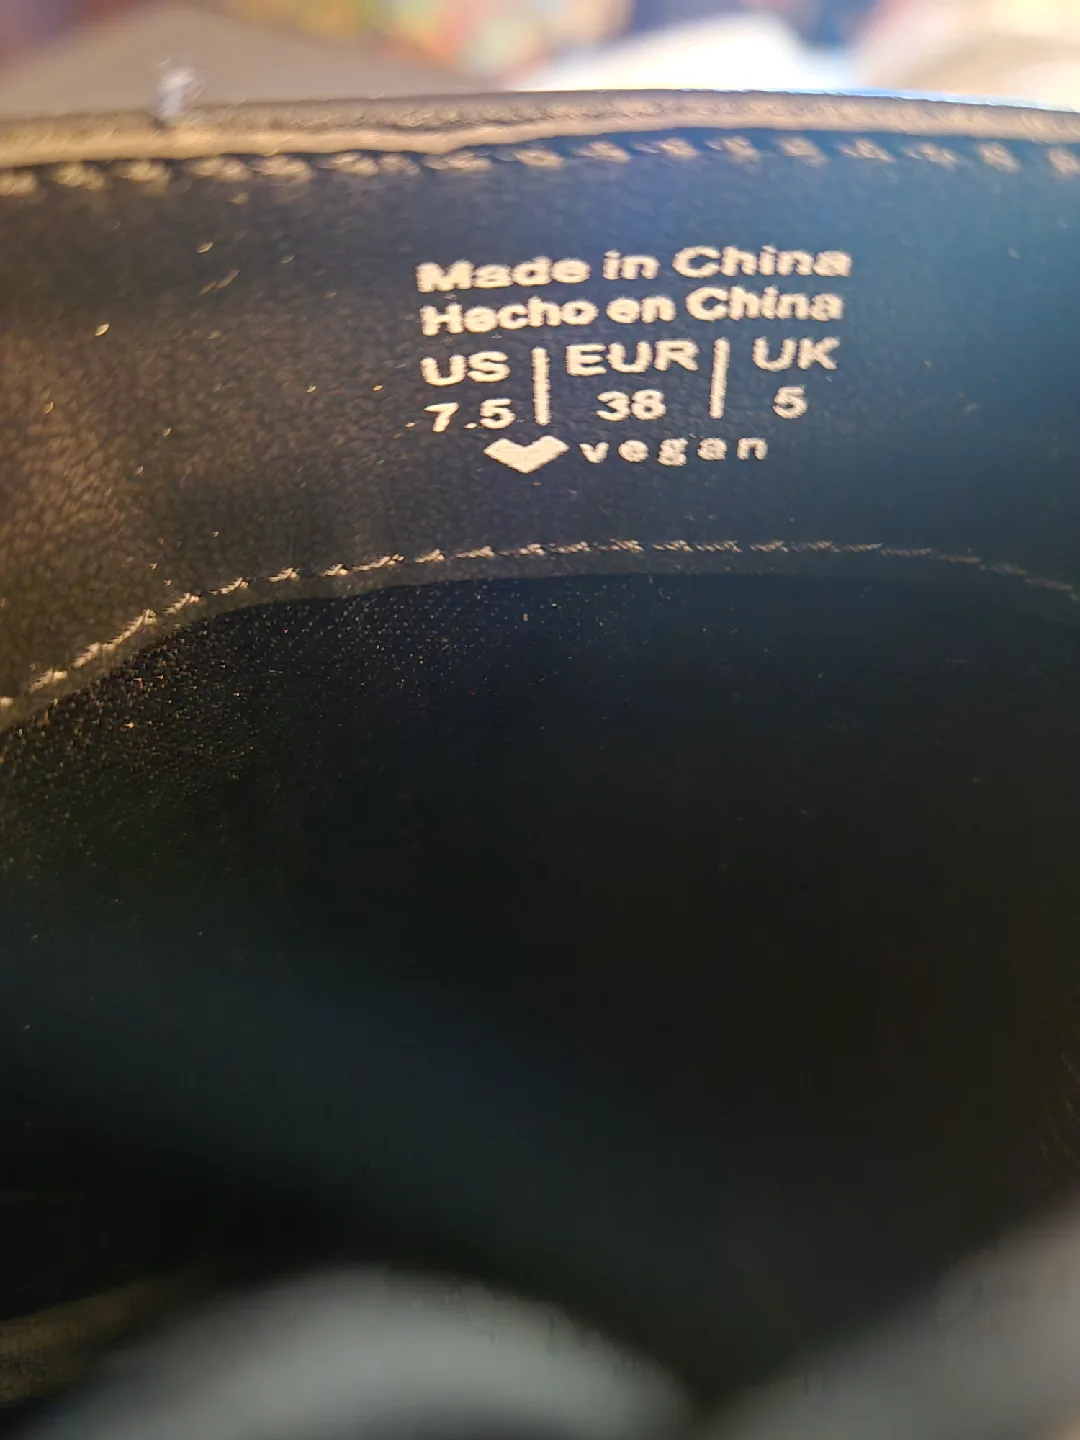 Made in China
Hecho en China
US | EUR | UK
7.5 | 38 | 5
vegan